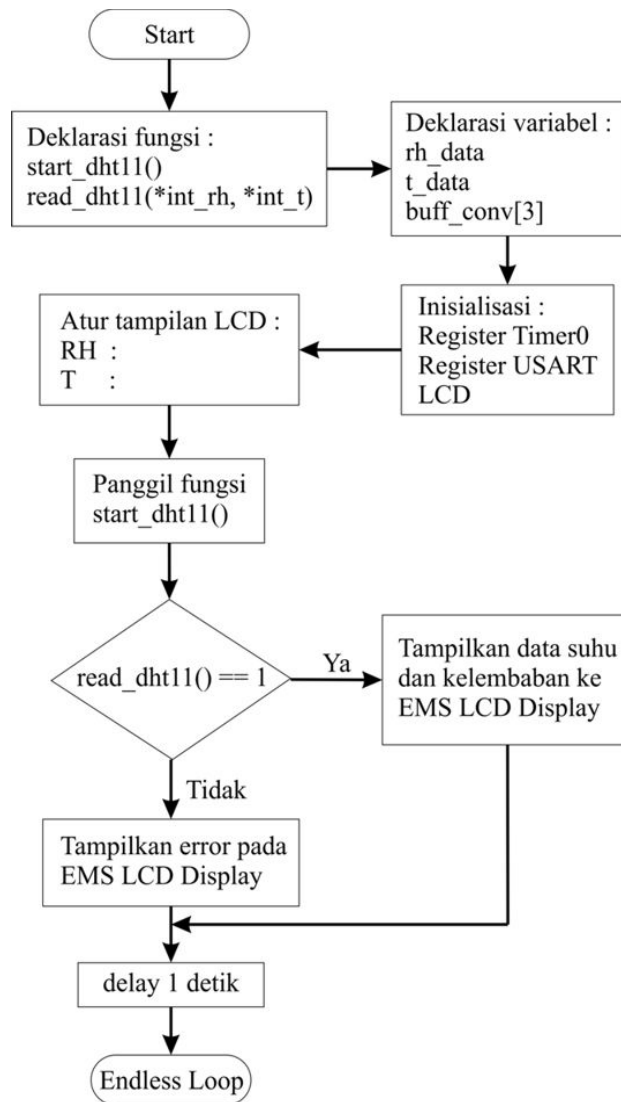 Start
Deklarasi fungsi :
start_dht11()
read_dht11(*int_rh, *int_t)
Deklarasi variabel :
rh_data
t_data
buff_conv[3]
Inisialisasi :
Register Timer0
Register USART
LCD
Atur tampilan LCD :
RH :
T :
Panggil fungsi
start_dht11()
read_dht11() == 1
Ya
Tampilkan data suhu
dan kelembaban ke
EMS LCD Display
Tidak
Tampilkan error pada
EMS LCD Display
delay 1 detik
Endless Loop